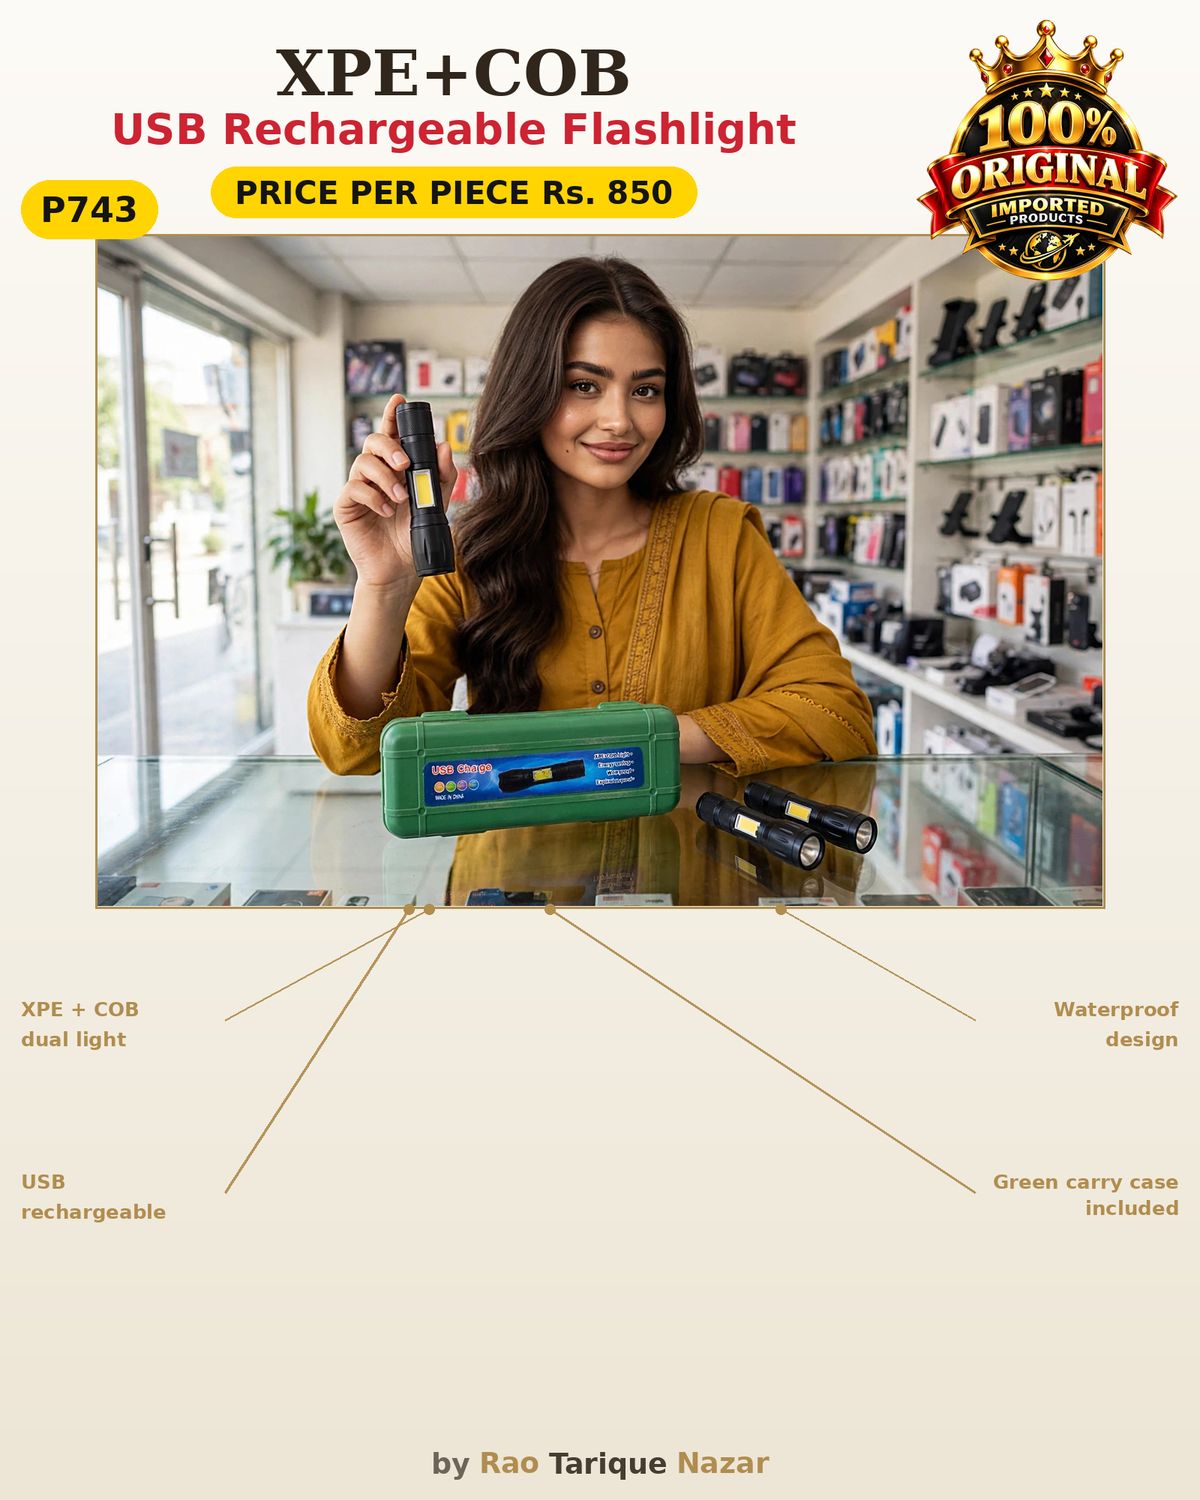 XPE+COB
USB Rechargeable Flashlight
PRICE PER PIECE Rs. 850
P743
100%
ORIGINAL
IMPORTED
PRODUCTS
USB Charge
MADE IN CHINA
XPE + COB
dual light
Waterproof
design
USB
rechargeable
Green carry case
included
by Rao Tarique Nazar